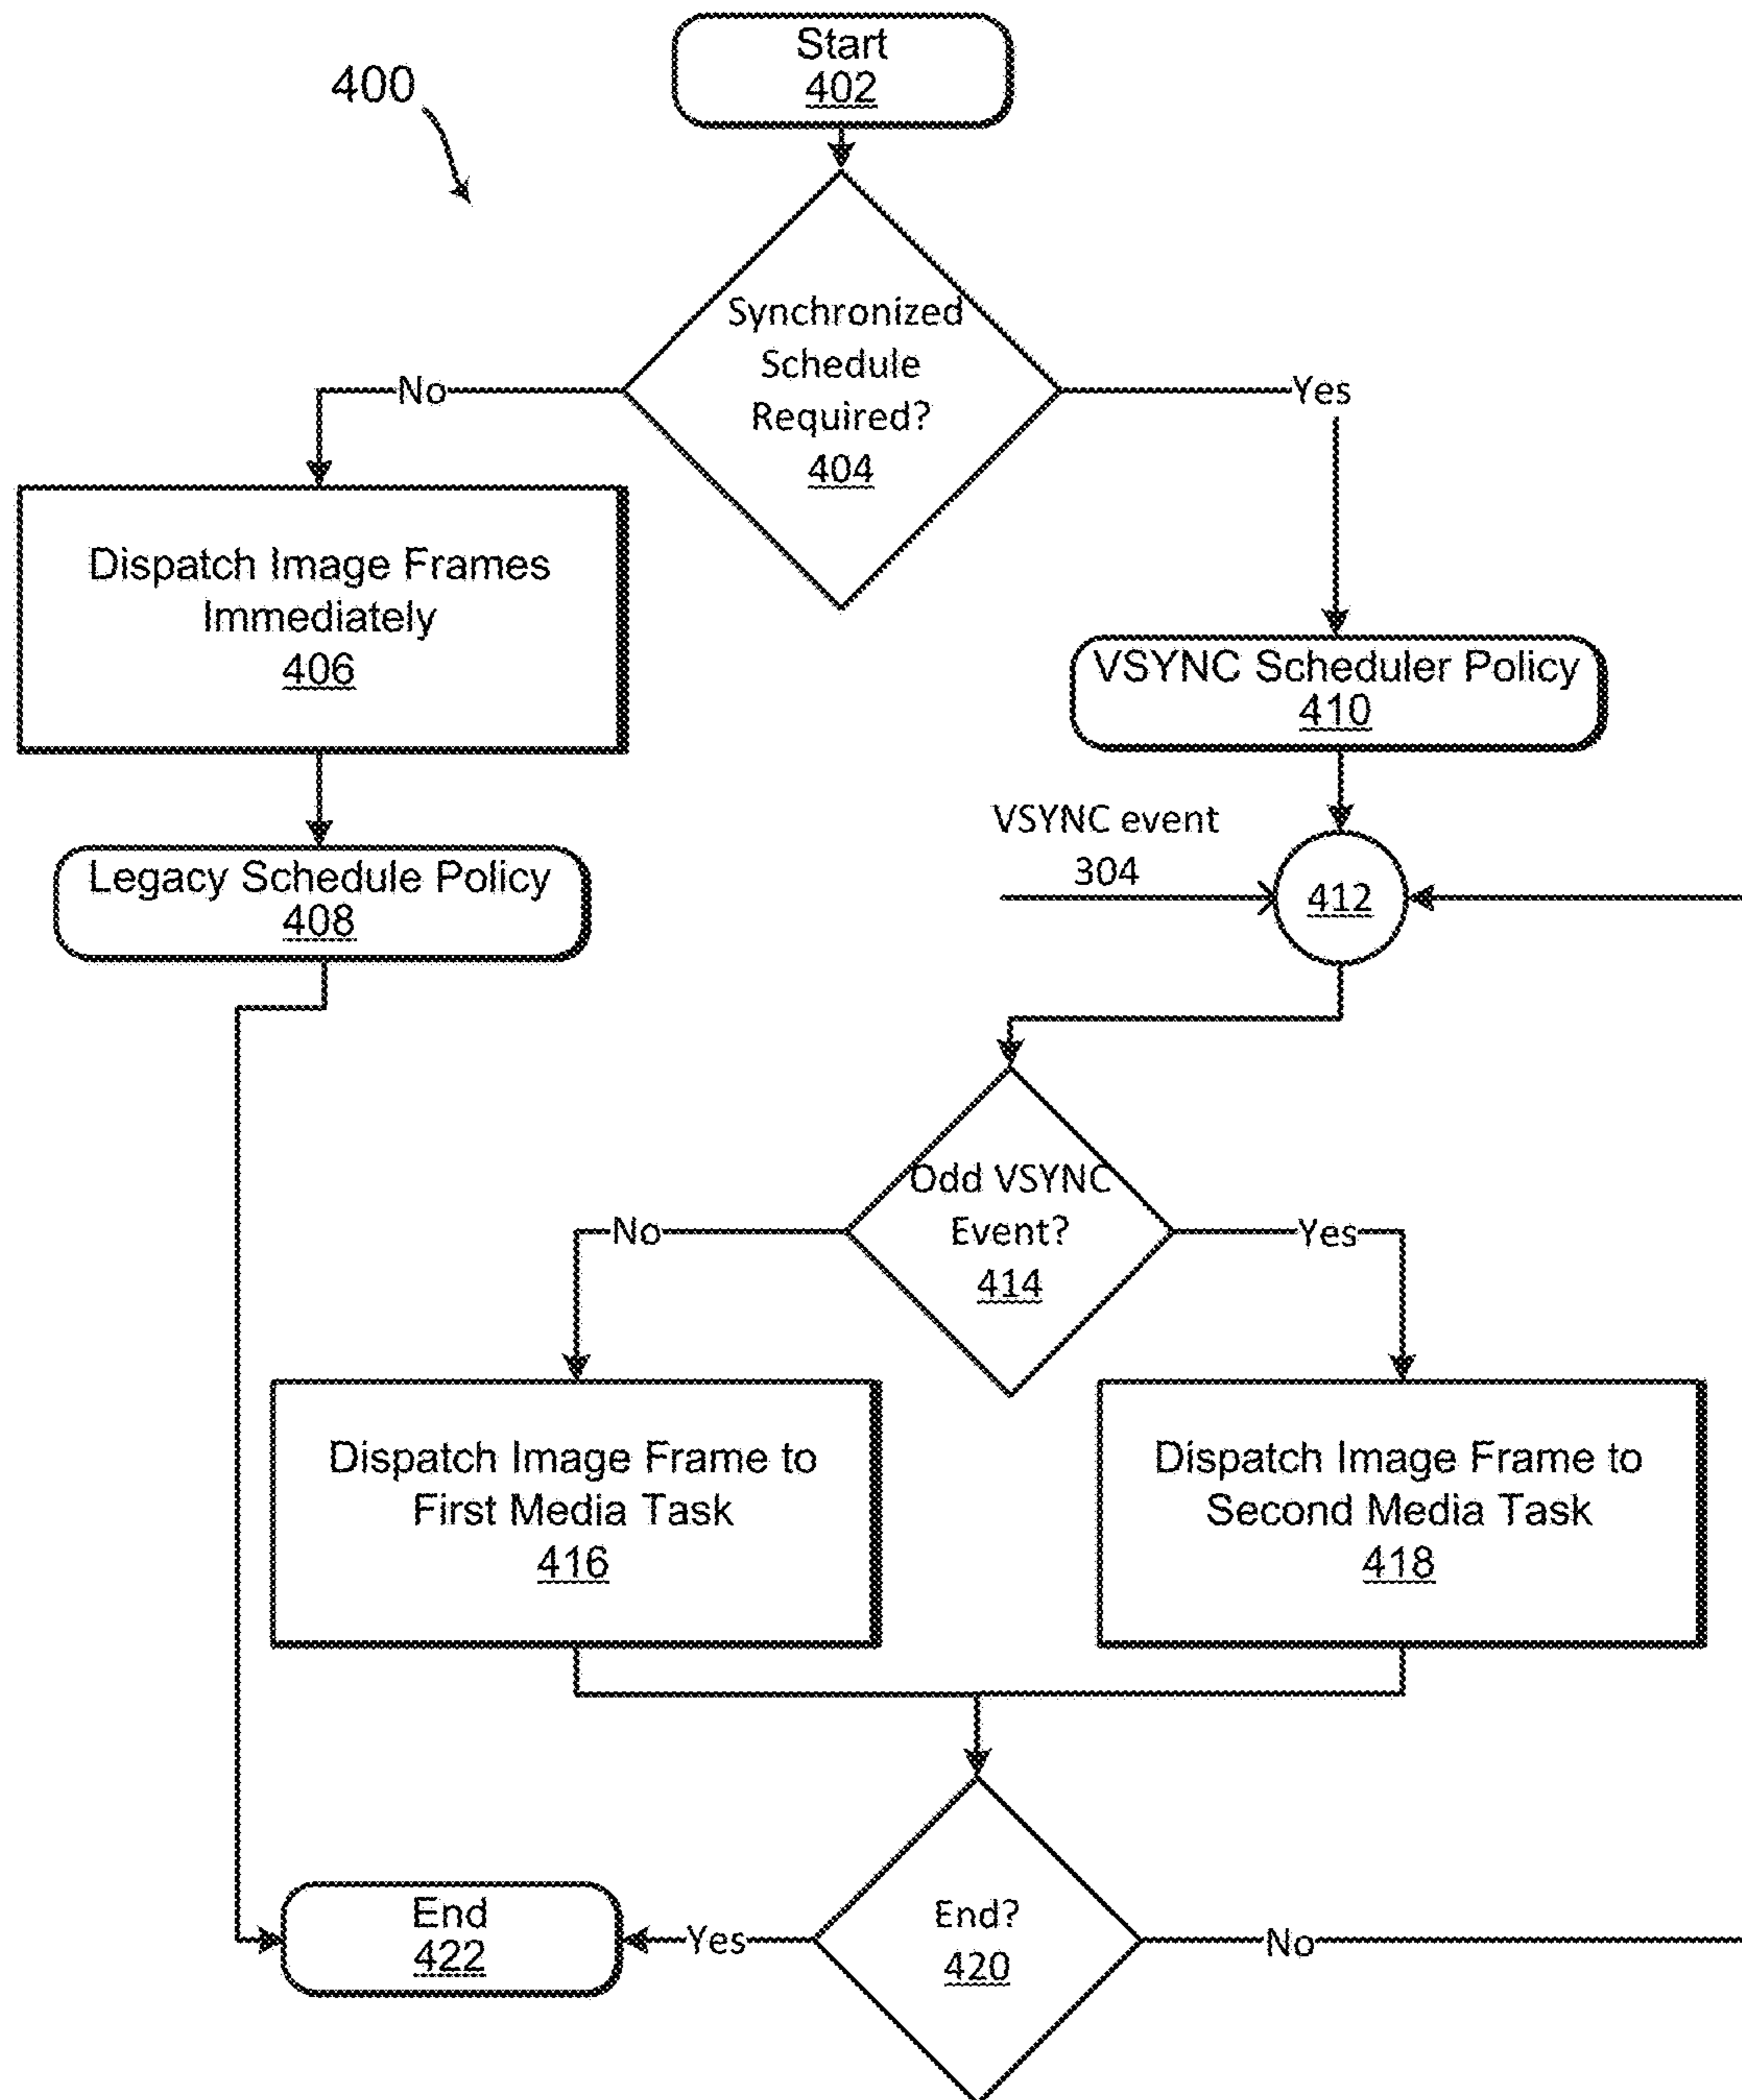 400
Start
402
Synchronized
Schedule
Required?
404
No
Yes
Dispatch Image Frames
Immediately
406
VSYNC Scheduler Policy
410
VSYNC event
304
412
Legacy Schedule Policy
408
Odd VSYNC
Event?
414
No
Yes
Dispatch Image Frame to
First Media Task
416
Dispatch Image Frame to
Second Media Task
418
End?
420
Yes
No
End
422